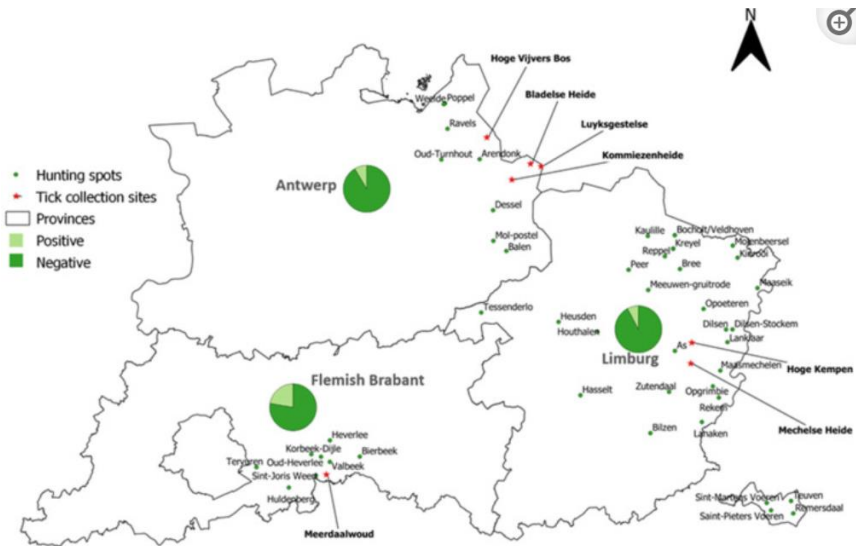 N
Hoge Vijvers Bos
Bladelse Heide
Weelde Poppel
Luyksgestelse
Ravels
Oud-Turnhout
Arendonk
Kommiezenheide
Hunting spots
Tick collection sites
Provinces
Positive
Negative
Antwerp
Dessel
Mol-postel
Balen
Kaulille
Bocholt/Veldhoven
Kreyel
Molenbeersel
Reppel
Kinrooi
Peer
Bree
Maaseik
Meeuwen-gruitrode
Opoeteren
Tessenderlo
Heusden
Houthalen
Dilsen
Dilsen-Stockem
Lanklaar
As
Limburg
Hoge Kempen
Maasmechelen
Flemish Brabant
Hasselt
Zutendaal
Opgrimbie
Rekem
Mechelse Heide
Bilzen
Lanaken
Heverlee
Korbeek-Dijle
Bierbeek
Tervuren
Oud-Heverlee
Valbeek
Sint-Joris Weert
Huldenberg
Meerdaalwoud
Sint-Martens Voeren
Teuven
Saint-Pieters Voeren
Remersdaal